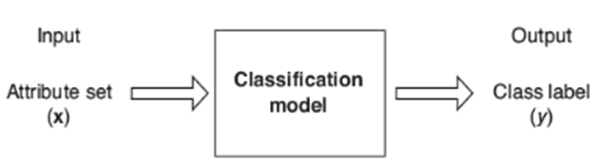 Input
Attribute set
(x)
Classification
model
Output
Class label
(y)